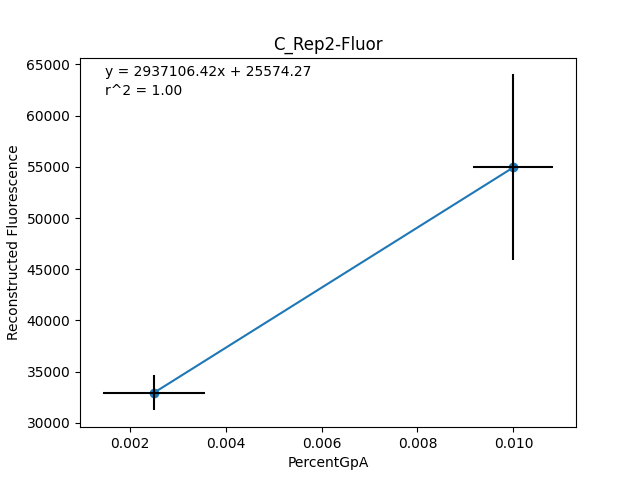 C_Rep2-Fluor
y = 2937106.42x + 25574.27
r^2 = 1.00
65000
60000
55000
50000
45000
40000
35000
30000
Reconstructed Fluorescence
0.002 0.004 0.006 0.008 0.010
PercentGpA